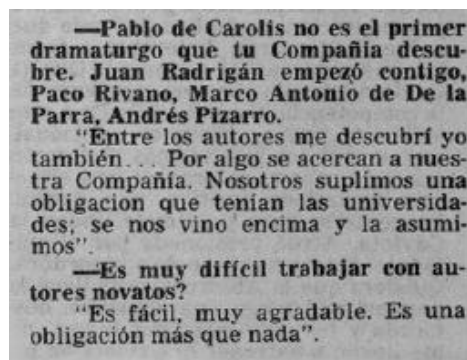 —Pablo de Carolis no es el primer
dramaturgo que tu Compañia descu-
bre. Juan Radrigán empezó contigo,
Paco Rivano, Marco Antonio de De la
Parra, Andrés Pizarro.
"Entre los autores me descubrí yo
también... Por algo se acercan a nues-
tra Compañía. Nosotros suplimos una
obligacion que tenían las universida-
des; se nos vino encima y la asumi-
mos".
—Es muy difícil trabajar con au-
tores novatos?
"Es fácil, muy agradable. Es una
obligación más que nada".